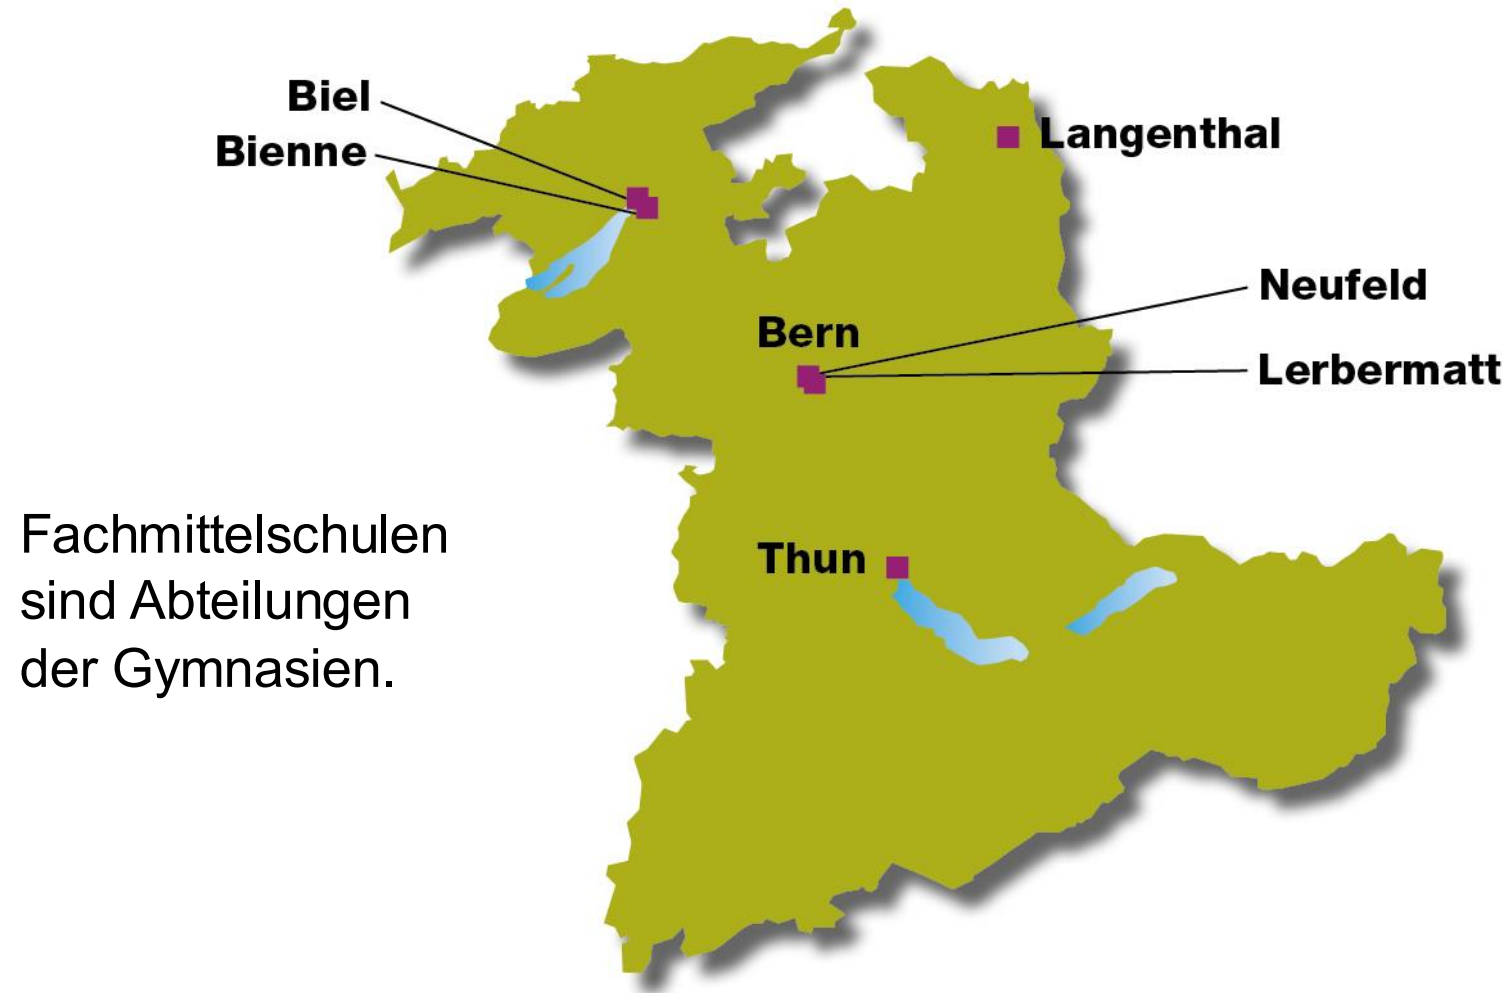 Biel
Bienne
Langenthal
Neufeld
Bern
Lerbermatt
Fachmittelschulen
sind Abteilungen
der Gymnasien.
Thun